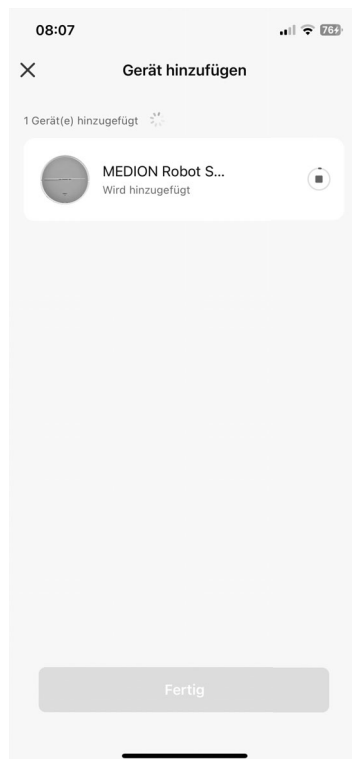 08:07
76
Gerät hinzufügen
1 Gerät(e) hinzugefügt
MEDION Robot S...
Wird hinzugefügt
Fertig